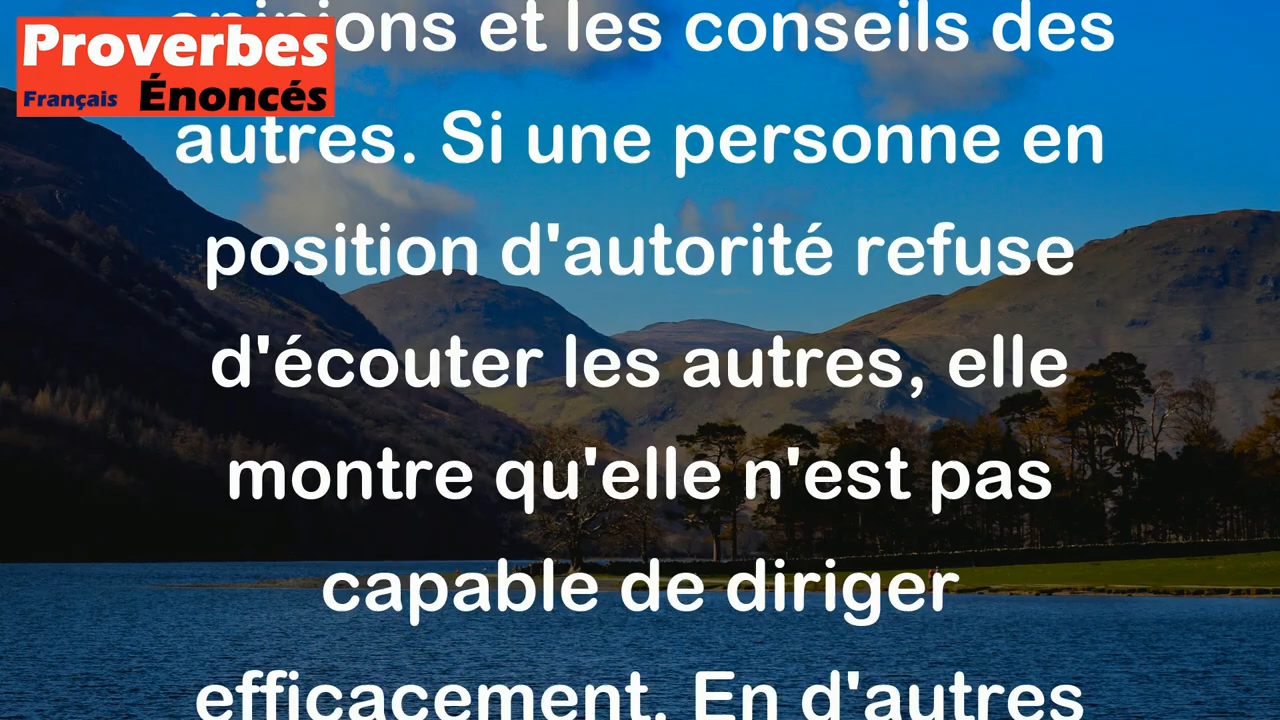 Proverbes
Français Énoncés
opinions et les conseils des
autres. Si une personne en
position d'autorité refuse
d'écouter les autres, elle
montre qu'elle n'est pas
capable de diriger
efficacement. En d'autres